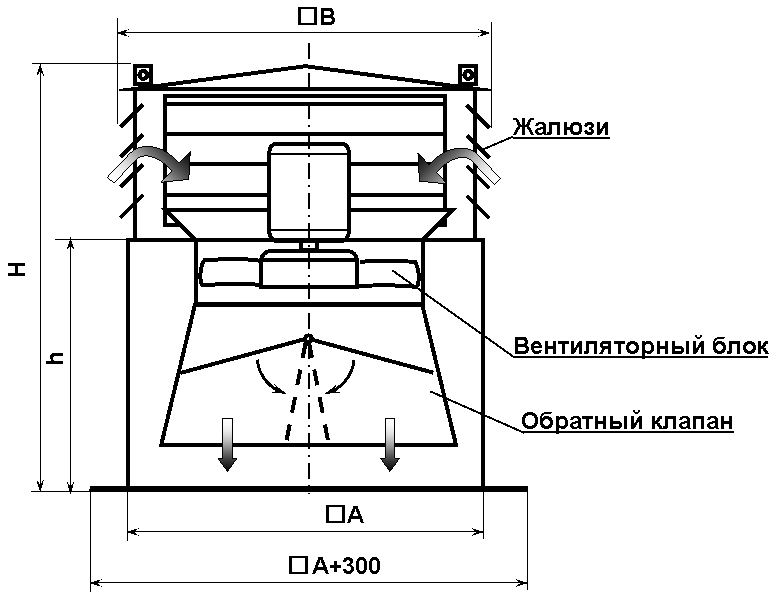 □B
Жалюзи
H
h
Вентиляторный блок
Обратный клапан
□A
□A+300